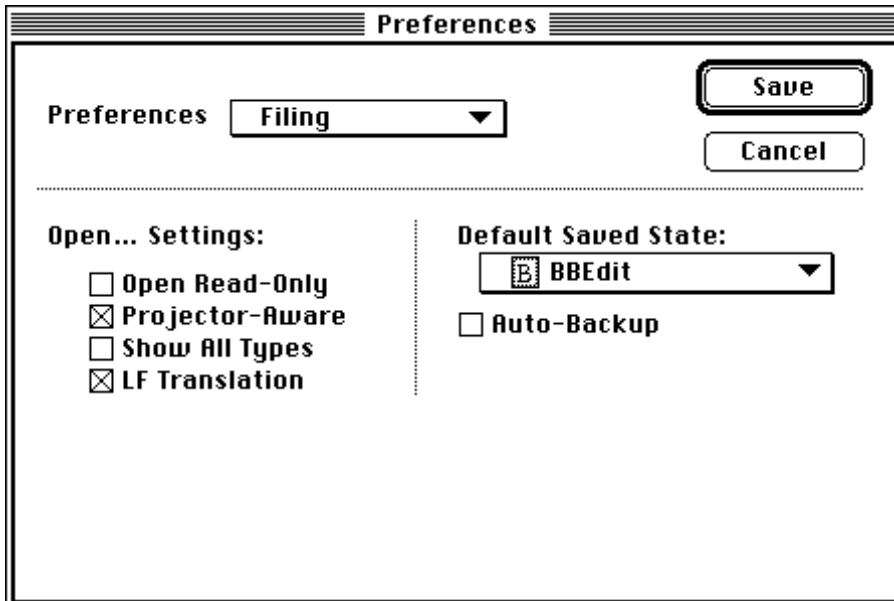 Preferences
Save
Preferences Filing
Cancel
Open... Settings:
Open Read-Only
Projector-Aware
Show All Types
LF Translation
Default Saved State:
B BBEdit
Auto-Backup